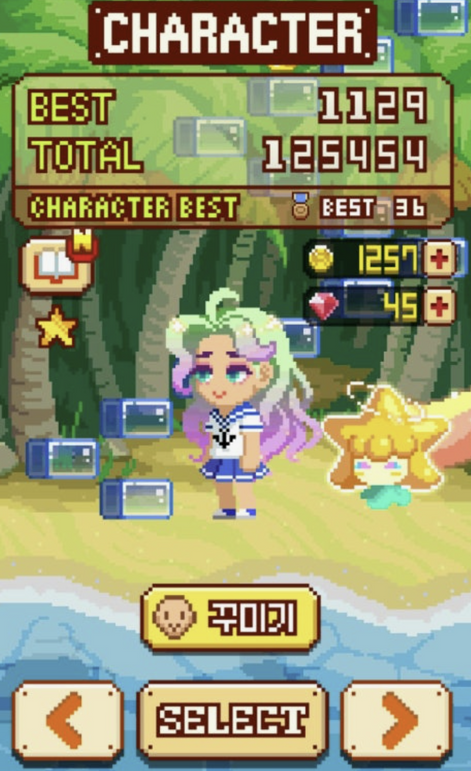 CHARACTER
BEST 1129
TOTAL 125454
CHARACTER BEST BEST 36
N
1257
45
꾸미기
SELECT